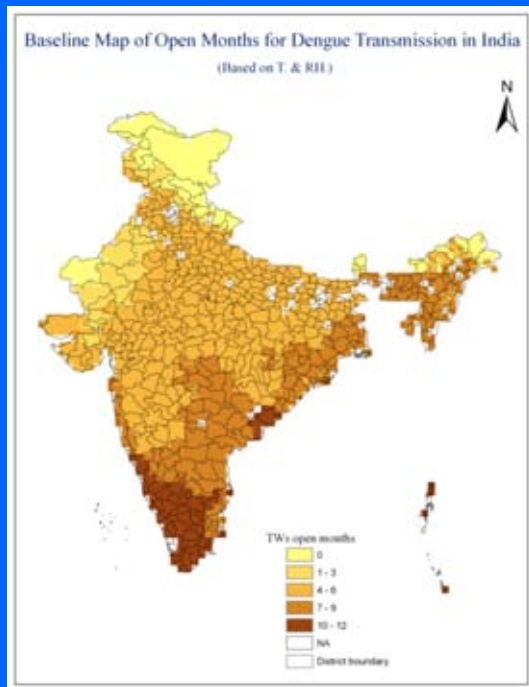 Baseline Map of Open Months for Dengue Transmission in India
(Based on T. & RH.)
N
TWs open months
0
1 - 3
4 - 6
7 - 9
10 - 12
NA
District boundary